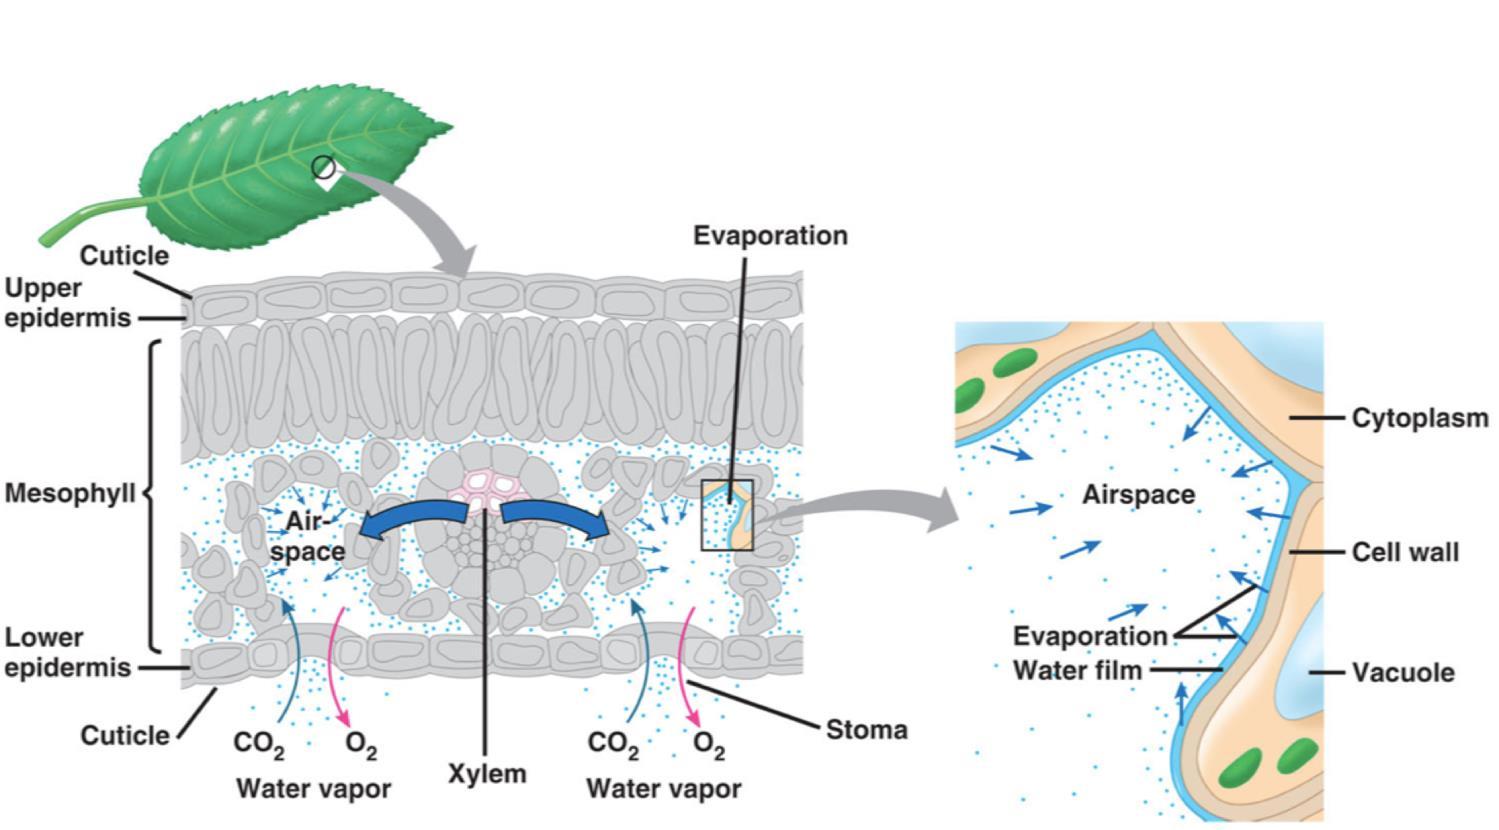 Cuticle
Upper
epidermis
Evaporation
Mesophyll
Air-
space
Lower
epidermis
Cuticle
CO2
O2
Water vapor
Xylem
CO2
O2
Water vapor
Stoma
Airspace
Evaporation
Water film
Cytoplasm
Cell wall
Vacuole